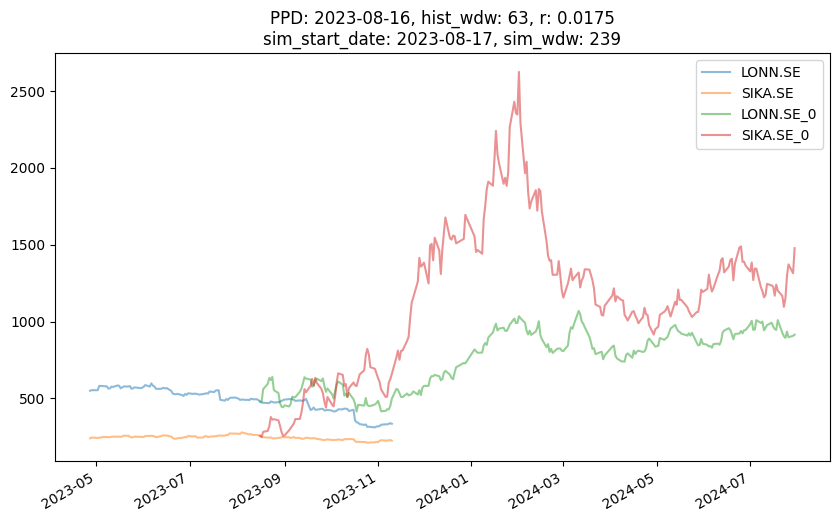 PPD: 2023-08-16, hist_wdw: 63, r: 0.0175
sim_start_date: 2023-08-17, sim_wdw: 239
LONN.SE
SIKA.SE
LONN.SE_0
SIKA.SE_0
2500
2000
1500
1000
500
2023-05
2023-07
2023-09
2023-11
2024-01
2024-03
2024-05
2024-07